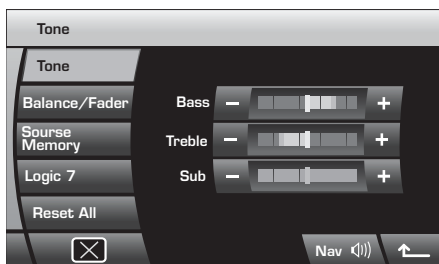 Tone
Tone
Balance/Fader
Bass - +
Sourse
Memory
Treble - +
Logic 7
Sub - +
Reset All
Nav